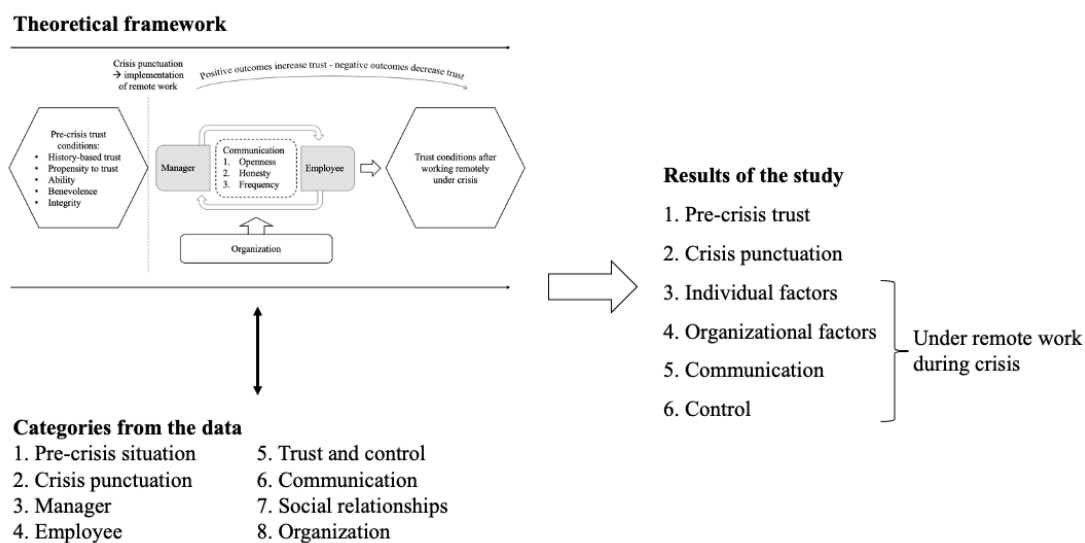 Theoretical framework
Crisis punctuation
→ implementation
of remote work
Positive outcomes increase trust - negative outcomes decrease trust
Pre-crisis trust
conditions:
• History-based trust
• Propensity to trust
• Ability
• Benevolence
• Integrity
Manager
Communication
1. Openness
2. Honesty
3. Frequency
Employee
Trust conditions after
working remotely
under crisis
Organization
Categories from the data
1. Pre-crisis situation
2. Crisis punctuation
3. Manager
4. Employee
5. Trust and control
6. Communication
7. Social relationships
8. Organization
Results of the study
1. Pre-crisis trust
2. Crisis punctuation
3. Individual factors
4. Organizational factors
5. Communication
6. Control
Under remote work
during crisis